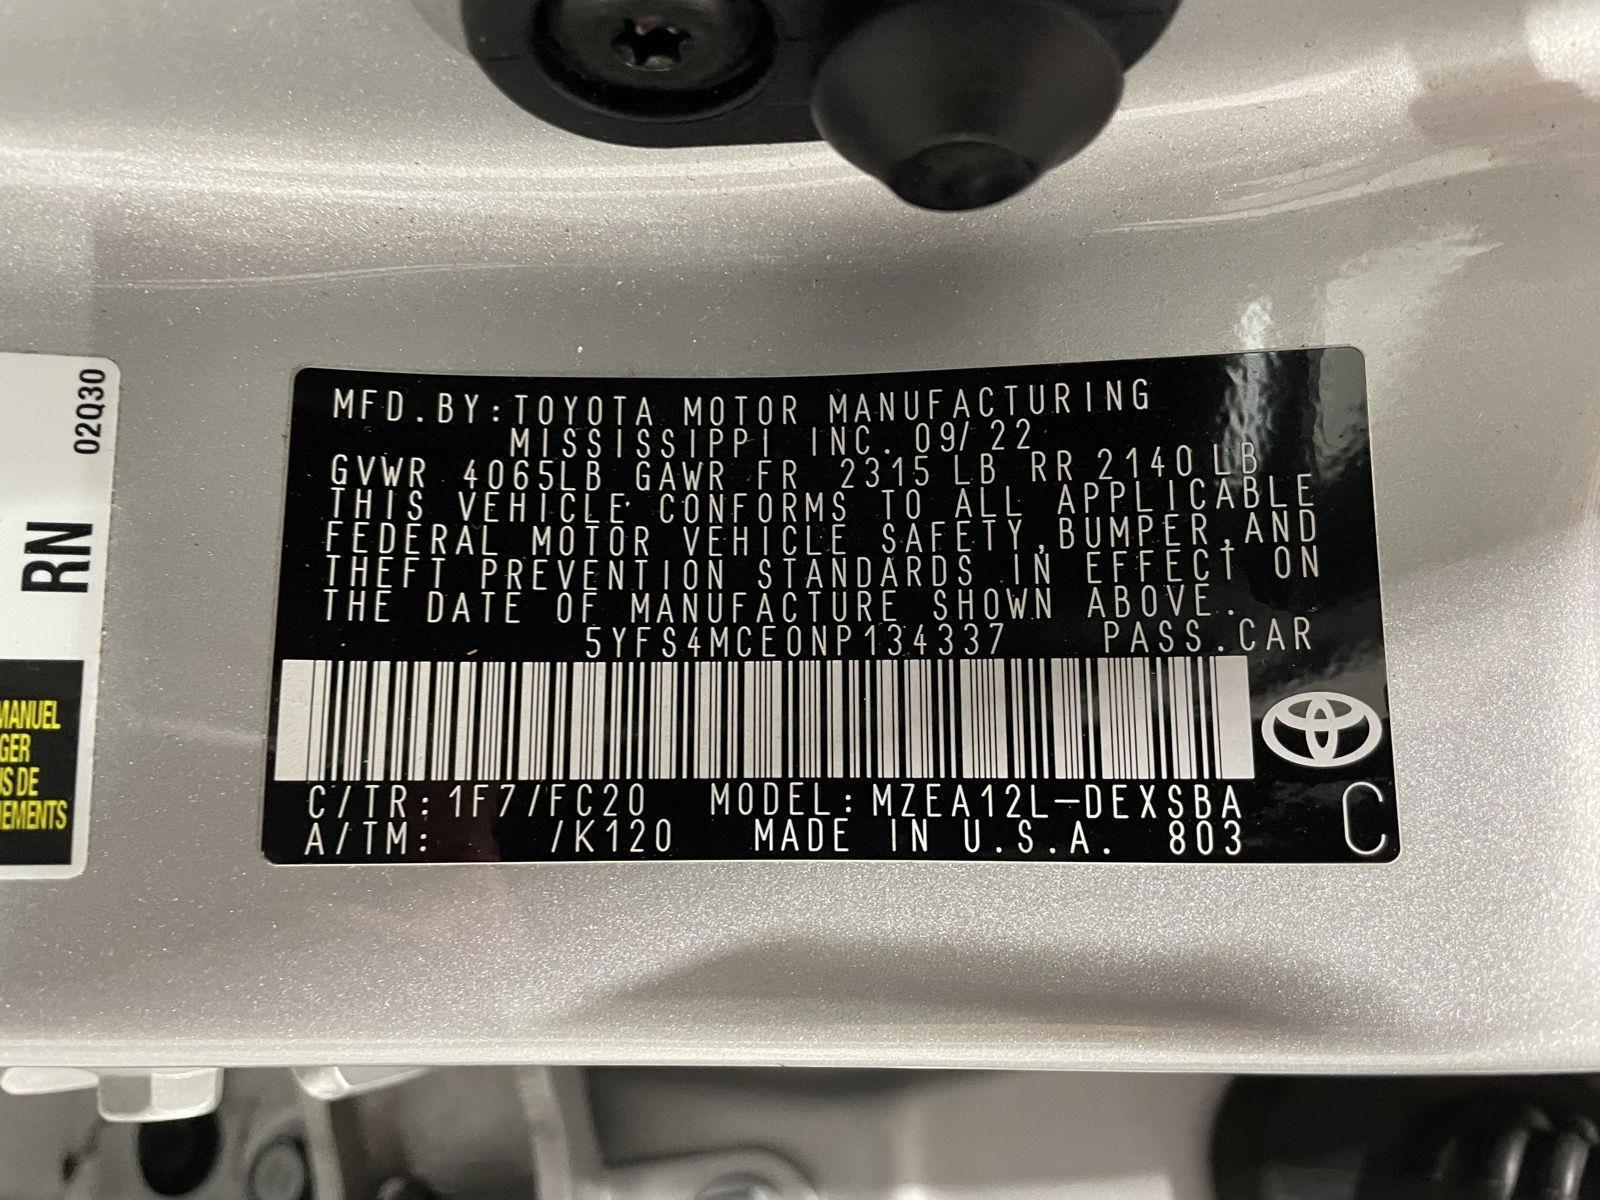 02Q30
RN
MANUEL
GER
US DE
EMENTS
MFD.BY:TOYOTA MOTOR MANUFACTURING
MISSISSIPPI INC. 09/22
GVWR 4065LB GAWR FR 2315 LB RR 2140 LB
THIS VEHICLE CONFORMS TO ALL APPLICABLE
FEDERAL MOTOR VEHICLE SAFETY,BUMPER,AND
THEFT PREVENTION STANDARDS IN EFFECT ON
THE DATE OF MANUFACTURE SHOWN ABOVE.
5YFS4MCE0NP134337 PASS.CAR
C/TR:1F7/FC20 MODEL:MZEA12L-DEXSBA
A/TM: /K120 MADE IN U.S.A. 803
C